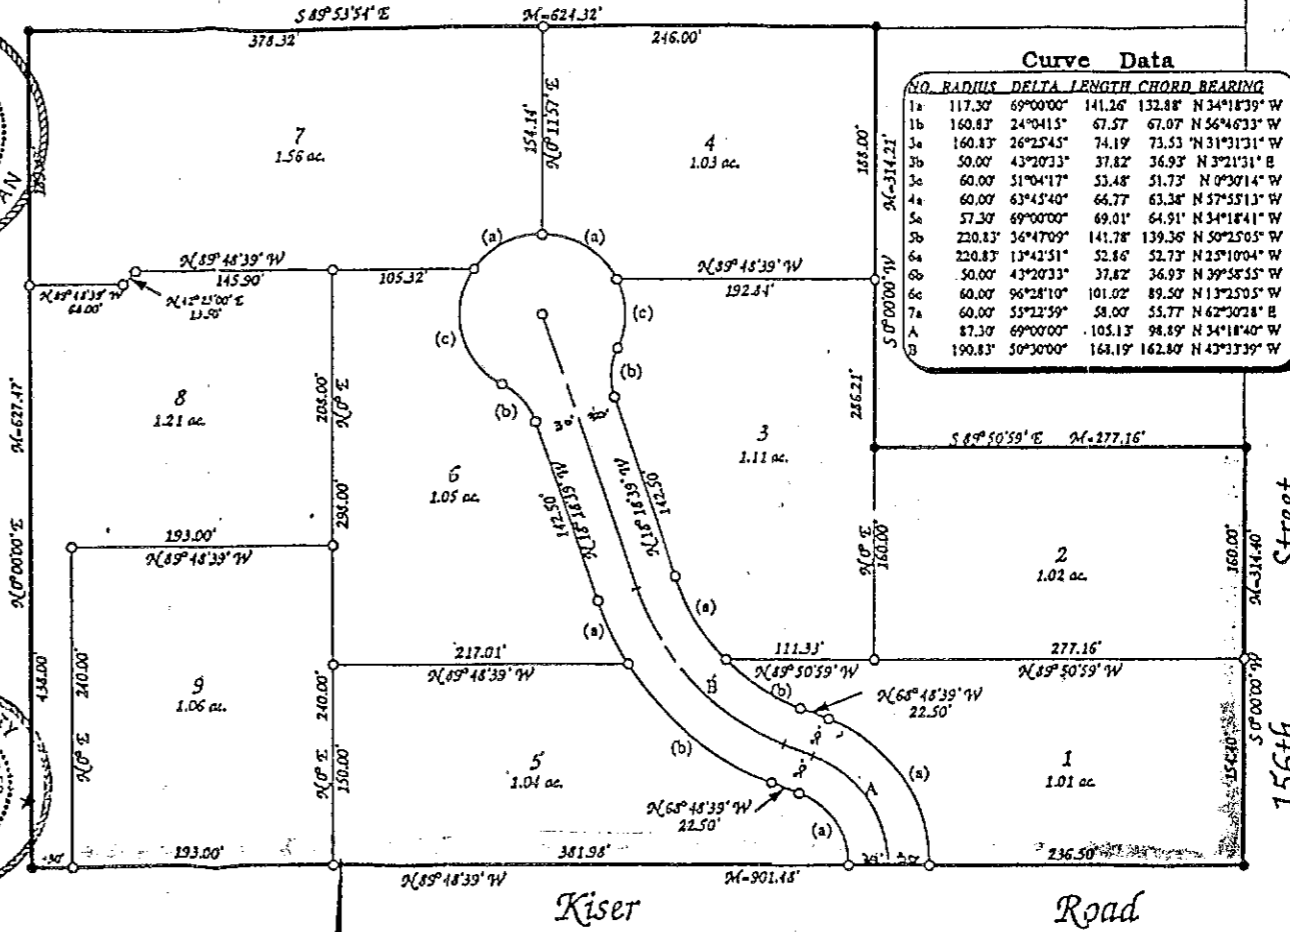 S 89°53'54" E M=624.32'
378.32' 246.00'
Curve Data
NO. RADIUS DELTA LENGTH CHORD BEARING
1a 117.30' 69°00'00" 141.26' 132.88' N 34°18'39" W
1b 160.83' 24°04'15" 67.57' 67.07' N 56°46'33" W
3a 160.83' 26°25'45" 74.19' 73.53 N 31°31'31" W
3b 50.00' 43°20'33" 37.82' 36.93' N 3°21'31" E
3c 60.00' 51°04'17" 53.48' 51.73' N 0°30'14" W
4a 60.00' 63°45'40" 66.77' 63.38' N 57°55'13" W
5a 57.30' 69°00'00" 69.01' 64.91' N 34°18'41" W
5b 220.83' 36°47'09" 141.78' 139.36' N 50°25'05" W
6a 220.83' 13°42'51" 52.86' 52.73' N 25°10'04" W
6b 50.00' 43°20'33" 37.82' 36.93' N 39°58'55" W
6c 60.00' 96°28'10" 101.02' 89.50' N 13°25'05" W
7a 60.00' 55°22'59" 58.00' 55.77' N 62°30'28" E
A 87.30' 69°00'00" 105.13' 98.89' N 34°18'40" W
B 190.83' 50°30'00" 168.19' 162.80' N 43°33'39" W
AN
7
1.56 ac.
154.14'
N 0°11'57" E
4
1.03 ac.
188.00'
M=314.21'
(a) (a)
N 89°48'39" W
145.90'
105.32'
N 89°48'39" W
192.84'
N 89°48'39" W
68.00'
N 42°25'00" E
13.50'
S 0°00'00" W
(c) (c)
8
1.21 ac.
M=627.47'
208.00'
N 0° E
(b) (b)
30' 30'
286.21'
3
1.11 ac.
S 89°50'59" E M=277.16'
6
1.05 ac.
142.50'
N 18°18'39" W
N 18°18'39" W
142.50'
298.00'
193.00'
N 89°48'39" W
N 0° E
160.00'
2
1.02 ac.
160.00'
M=314.40'
Street
N 0°00'00" E
(a) (a)
217.01'
N 89°48'39" W
111.33'
N 89°50'59" W
277.16'
N 89°50'59" W
438.00'
240.00'
N 0° E
9
1.06 ac.
240.00'
N 0° E
150.00'
B
(b)
N 68°48'39" W
22.50'
S 0°00'00" W
154.40'
156th
(b)
5
1.04 ac.
A
(a)
1
1.01 ac.
N 68°48'39" W
22.50'
(a)
30' 193.00' 381.98' 30' 236.50'
N 89°48'39" W M=901.48'
Kiser Road